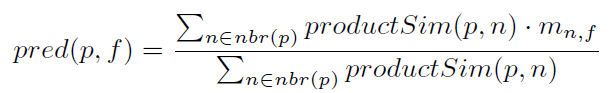 pred(p, f) = \frac{\sum_{n \in nbr(p)} productSim(p, n) \cdot m_{n,f}}{\sum_{n \in nbr(p)} productSim(p, n)}